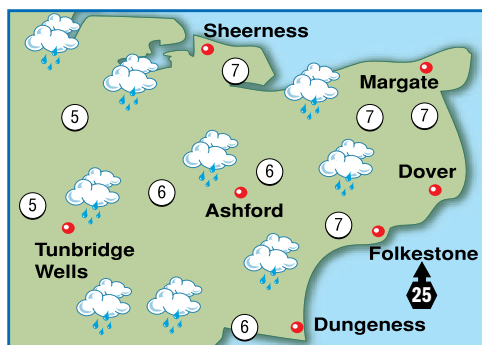 Sheerness
7
Margate
5
7
7
6
6
Dover
5
Ashford
7
Tunbridge
Wells
Folkestone
25
6
Dungeness